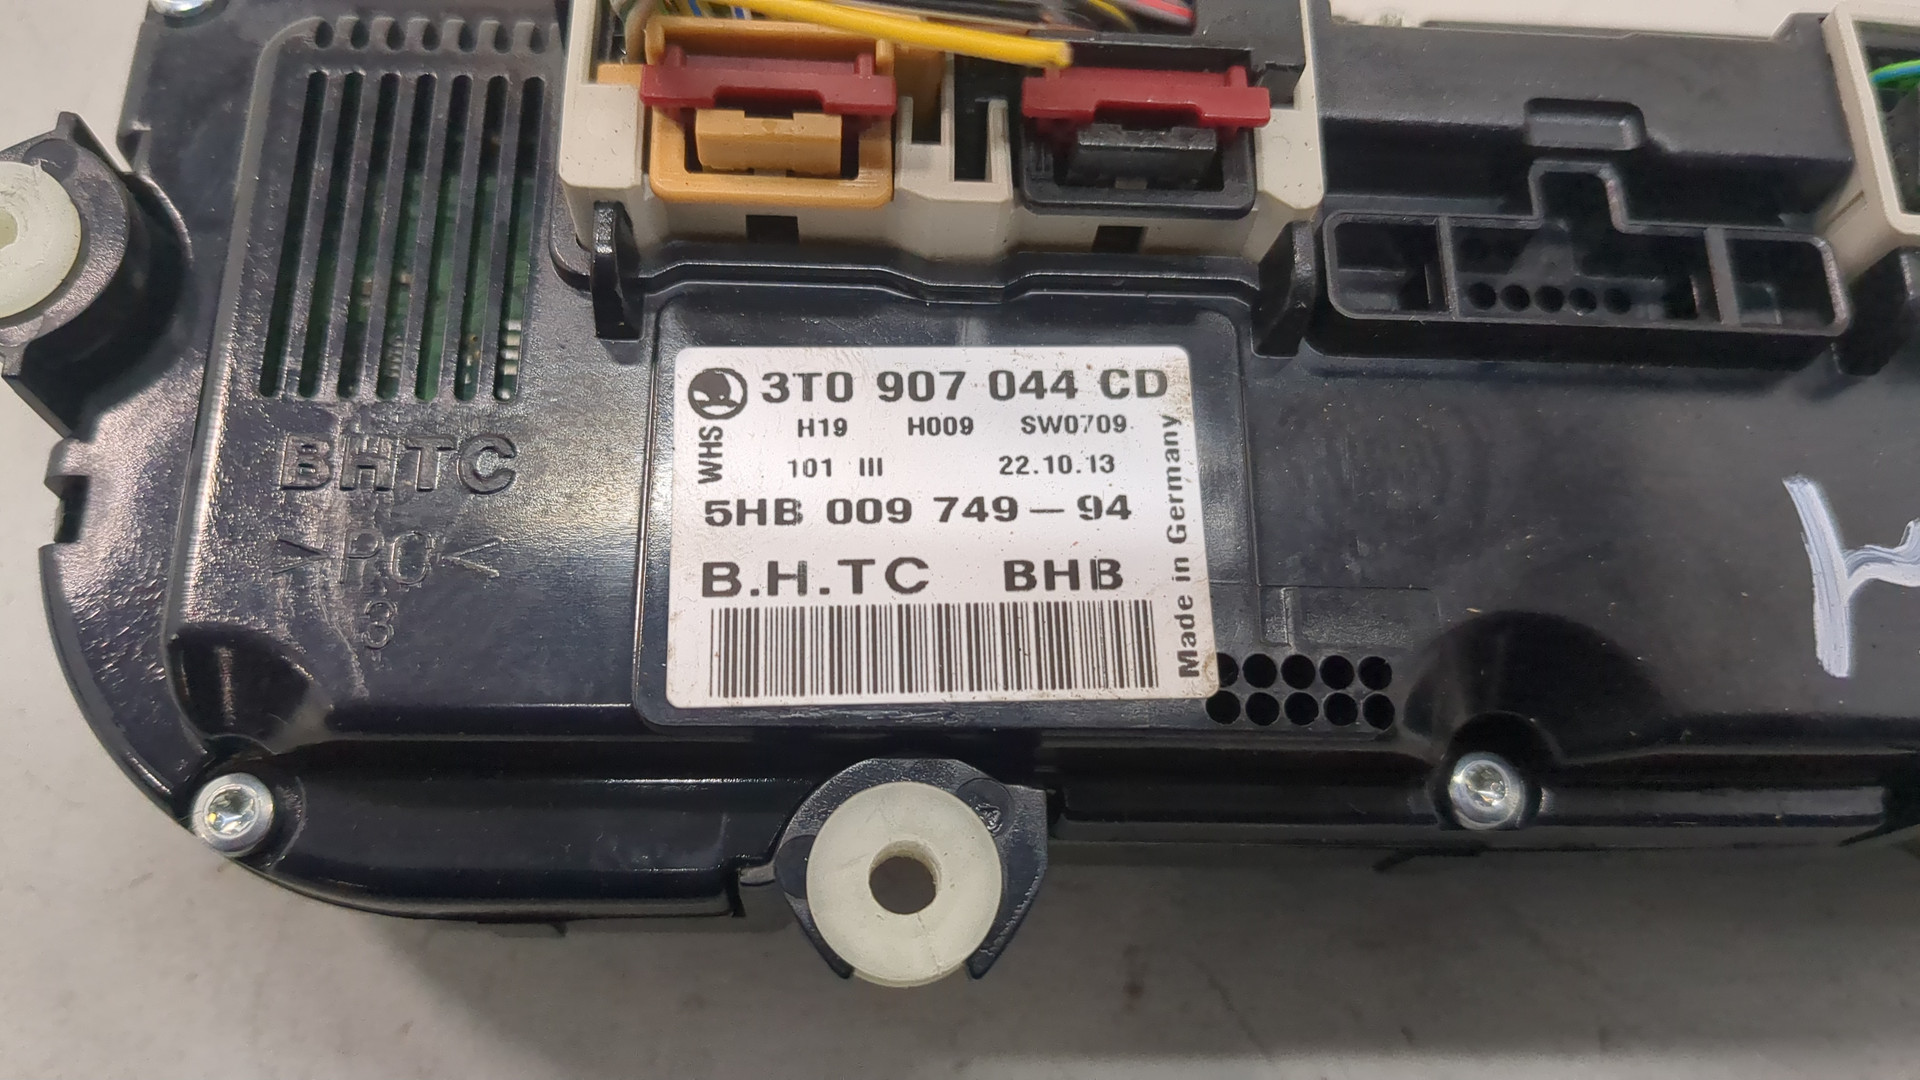 3T0 907 044 CD
H19 H009 SW0709
WHS
101 III 22.10.13
5HB 009 749-94
B.H.TC BHB
Made in Germany
BHTC
>PC<
3